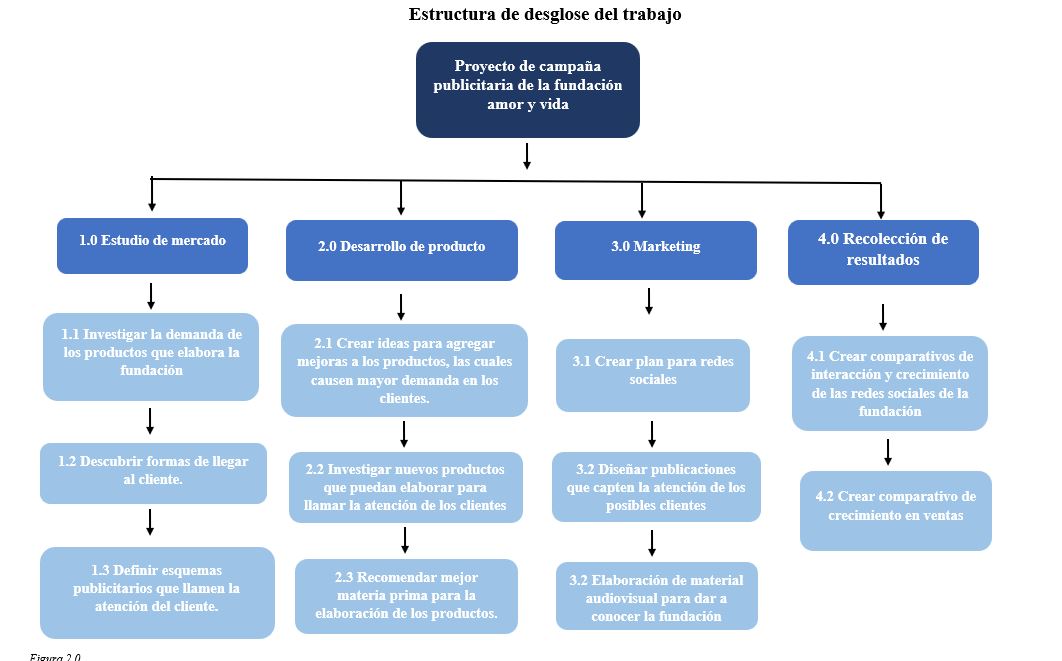 Estructura de desglose del trabajo
Proyecto de campaña
publicitaria de la fundación
amor y vida
1.0 Estudio de mercado
1.1 Investigar la demanda de
los productos que elabora la
fundación
1.2 Descubrir formas de llegar
al cliente.
1.3 Definir esquemas
publicitarios que llamen la
atención del cliente.
2.0 Desarrollo de producto
2.1 Crear ideas para agregar
mejoras a los productos, las cuales
causen mayor demanda en los
clientes.
2.2 Investigar nuevos productos
que puedan elaborar para
llamar la atención de los clientes
2.3 Recomendar mejor
materia prima para la
elaboración de los productos.
3.0 Marketing
3.1 Crear plan para redes
sociales
3.2 Diseñar publicaciones
que capten la atención de los
posibles clientes
3.2 Elaboración de material
audiovisual para dar a
conocer la fundación
4.0 Recolección de
resultados
4.1 Crear comparativos de
interacción y crecimiento
de las redes sociales de la
fundación
4.2 Crear comparativo de
crecimiento en ventas
Figura 2.0